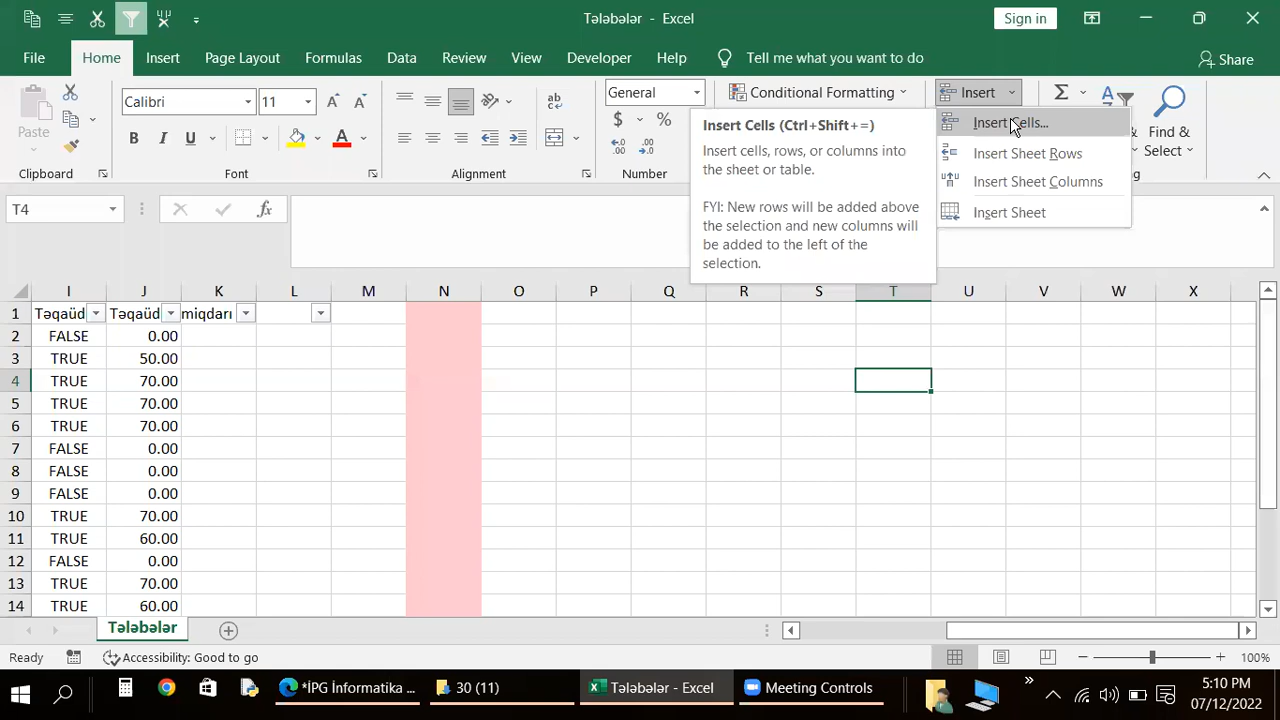 Tələbələr - Excel
Sign in
File Home Insert Page Layout Formulas Data Review View Developer Help Tell me what you want to do Share
Paste
Calibri 11
General
Conditional Formatting
Insert
Find &
Select
Clipboard Font Alignment Number
Insert Cells (Ctrl+Shift+=)
Insert cells, rows, or columns into
the sheet or table.
FYI: New rows will be added above
the selection and new columns will
be added to the left of the
selection.
Insert Cells...
Insert Sheet Rows
Insert Sheet Columns
Insert Sheet
T4
I J K L M N O P Q R S T U V W X
1 Təqaüd Təqaüd miqdarı
2 FALSE 0.00
3 TRUE 50.00
4 TRUE 70.00
5 TRUE 70.00
6 TRUE 70.00
7 FALSE 0.00
8 FALSE 0.00
9 FALSE 0.00
10 TRUE 70.00
11 TRUE 60.00
12 FALSE 0.00
13 TRUE 70.00
14 TRUE 60.00
Tələbələr
Ready Accessibility: Good to go 100%
*İPG İnformatika ... 30 (11) Tələbələr - Excel Meeting Controls
5:10 PM
07/12/2022